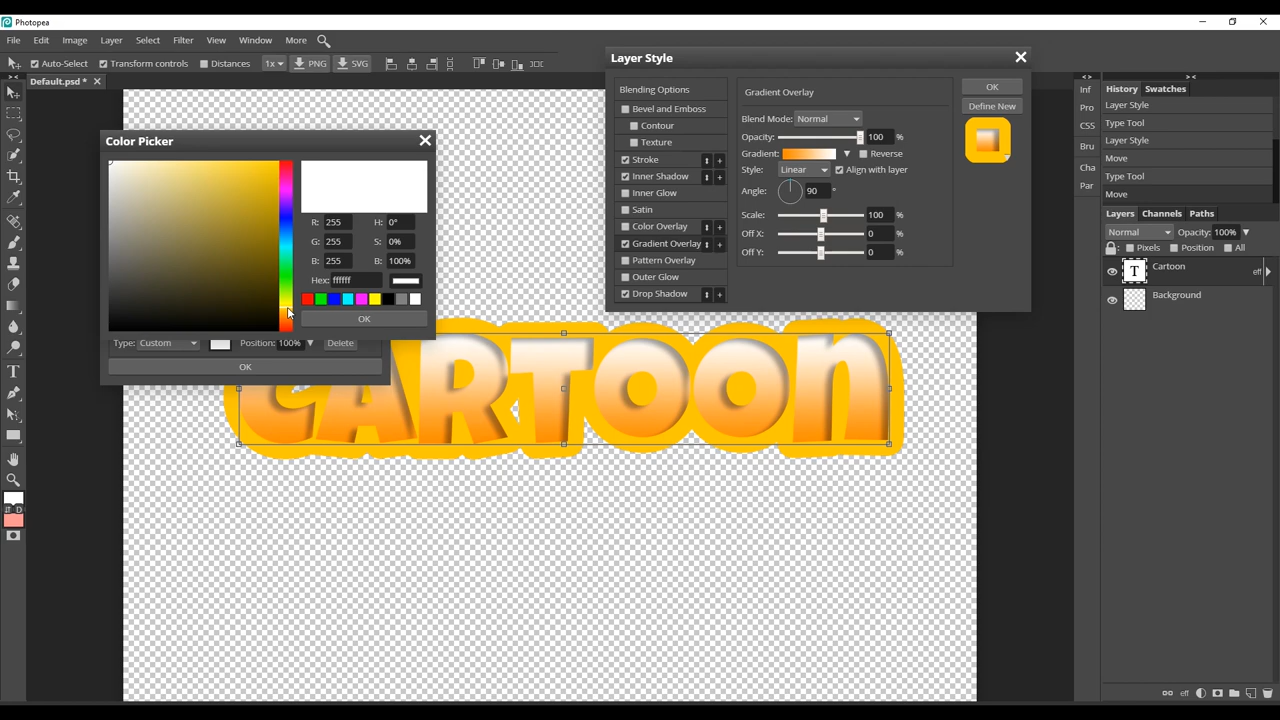 Photopea
File Edit Image Layer Select Filter View Window More
Auto-Select Transform controls Distances 1x PNG SVG
Default.psd *
Color Picker
R: 255 H: 0°
G: 255 S: 0%
B: 255 B: 100%
Hex: ffffff
OK
Type: Custom Position: 100% Delete
OK
CARTOON
Layer Style
Blending Options
Bevel and Emboss
Contour
Texture
Stroke
Inner Shadow
Inner Glow
Satin
Color Overlay
Gradient Overlay
Pattern Overlay
Outer Glow
Drop Shadow
Gradient Overlay
Blend Mode: Normal
Opacity: 100 %
Gradient: Reverse
Style: Linear Align with layer
Angle: 90 °
Scale: 100 %
Off X: 0 %
Off Y: 0 %
OK
Define New
Inf
Pro
CSS
Bru
Cha
Par
History Swatches
Layer Style
Type Tool
Layer Style
Move
Type Tool
Move
Layers Channels Paths
Normal Opacity: 100%
Pixels Position All
T Cartoon eff
Background
eff